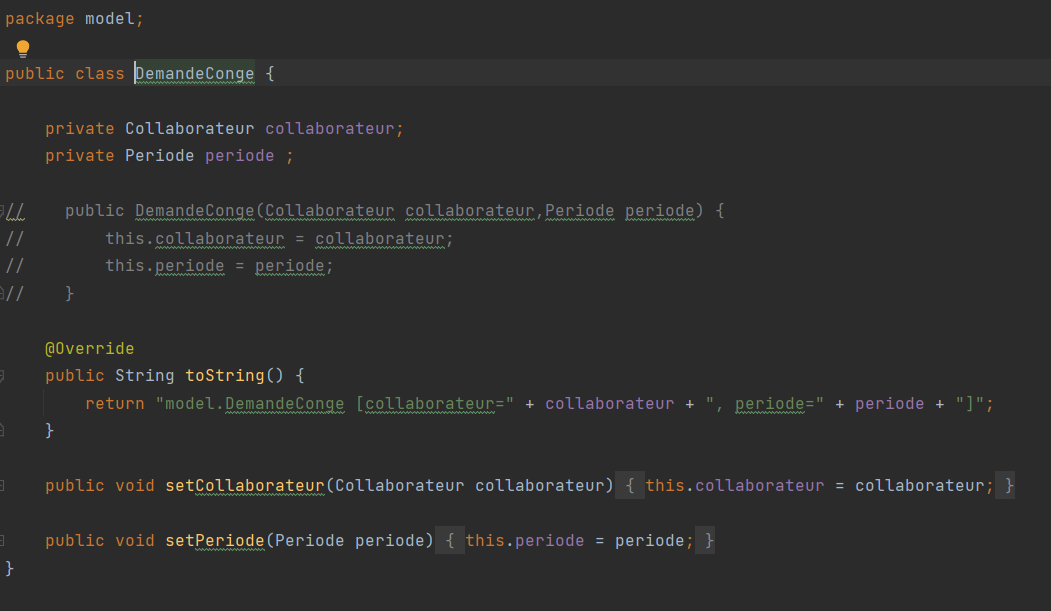 package model;
public class DemandeConge {
private Collaborateur collaborateur;
private Periode periode ;
//    public DemandeConge(Collaborateur collaborateur,Periode periode) {
//        this.collaborateur = collaborateur;
//        this.periode = periode;
//    }
@Override
public String toString() {
return "model.DemandeConge [collaborateur=" + collaborateur + ", periode=" + periode + "]";
}
public void setCollaborateur(Collaborateur collaborateur) { this.collaborateur = collaborateur; }
public void setPeriode(Periode periode) { this.periode = periode; }
}